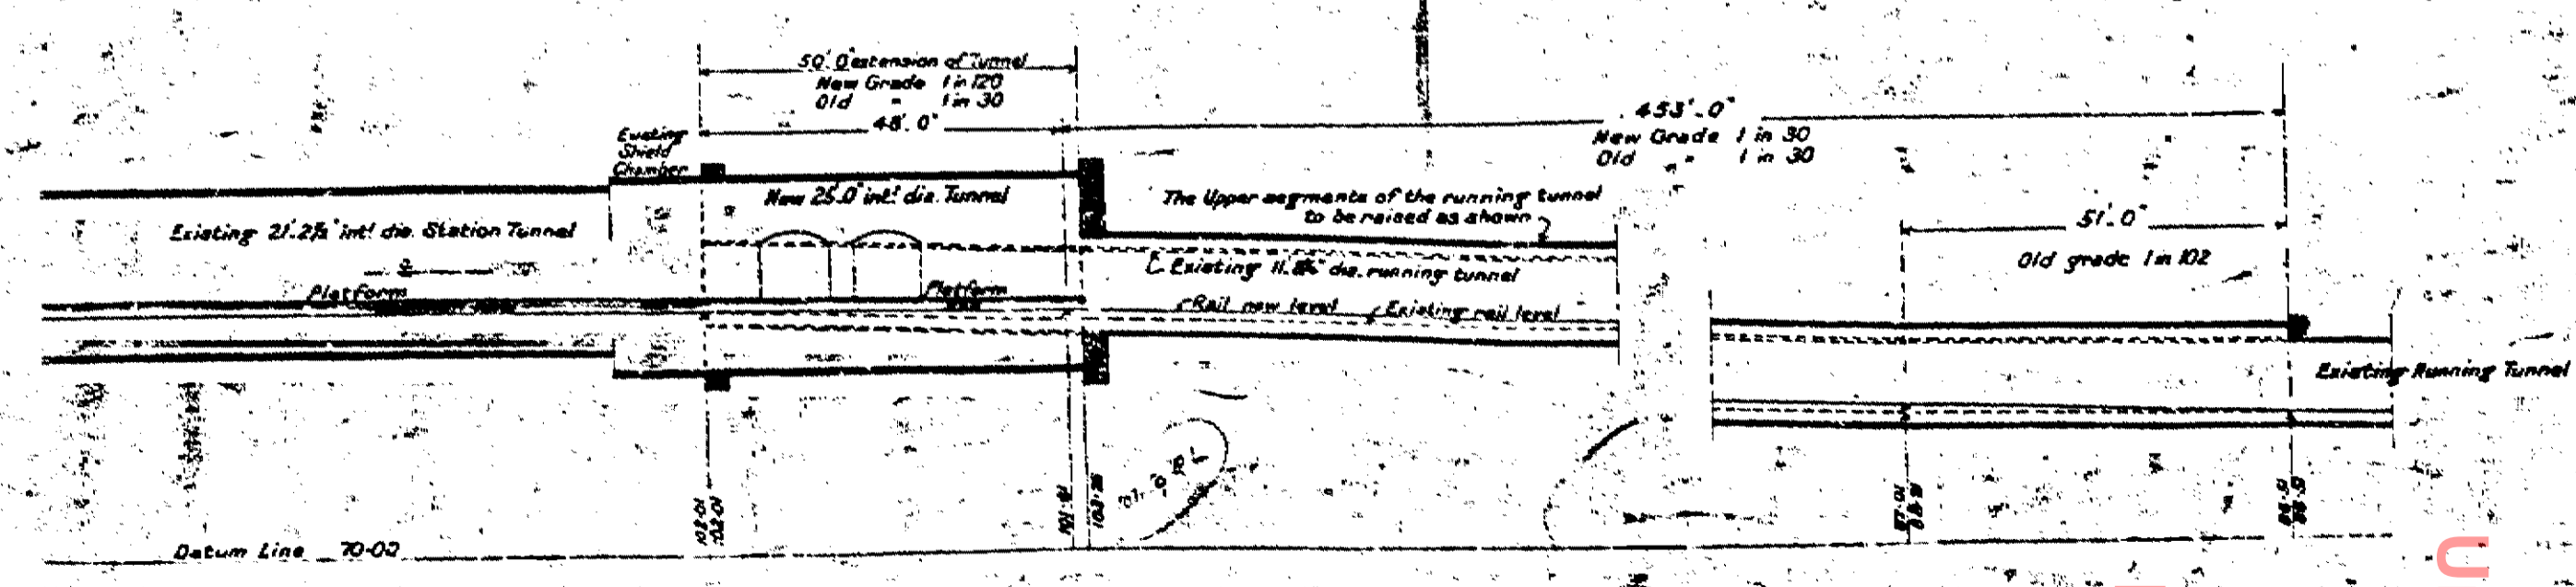 50'.0" extension of Tunnel
New Grade 1 in 120
Old " 1 in 30
48'.0"
453'.0"
New Grade 1 in 30
Old " 1 in 30
Existing
Shield
Chamber
New 25.0" int! dia. Tunnel
The Upper segments of the running tunnel
to be raised as shown
51'.0"
Old grade 1 in 102
Existing 21'.2½" int! dia. Station Tunnel
Platform
Platform
Existing dia. running tunnel
Rail new level
Existing rail level
Existing Running Tunnel
102·01
Datum Line 70-00